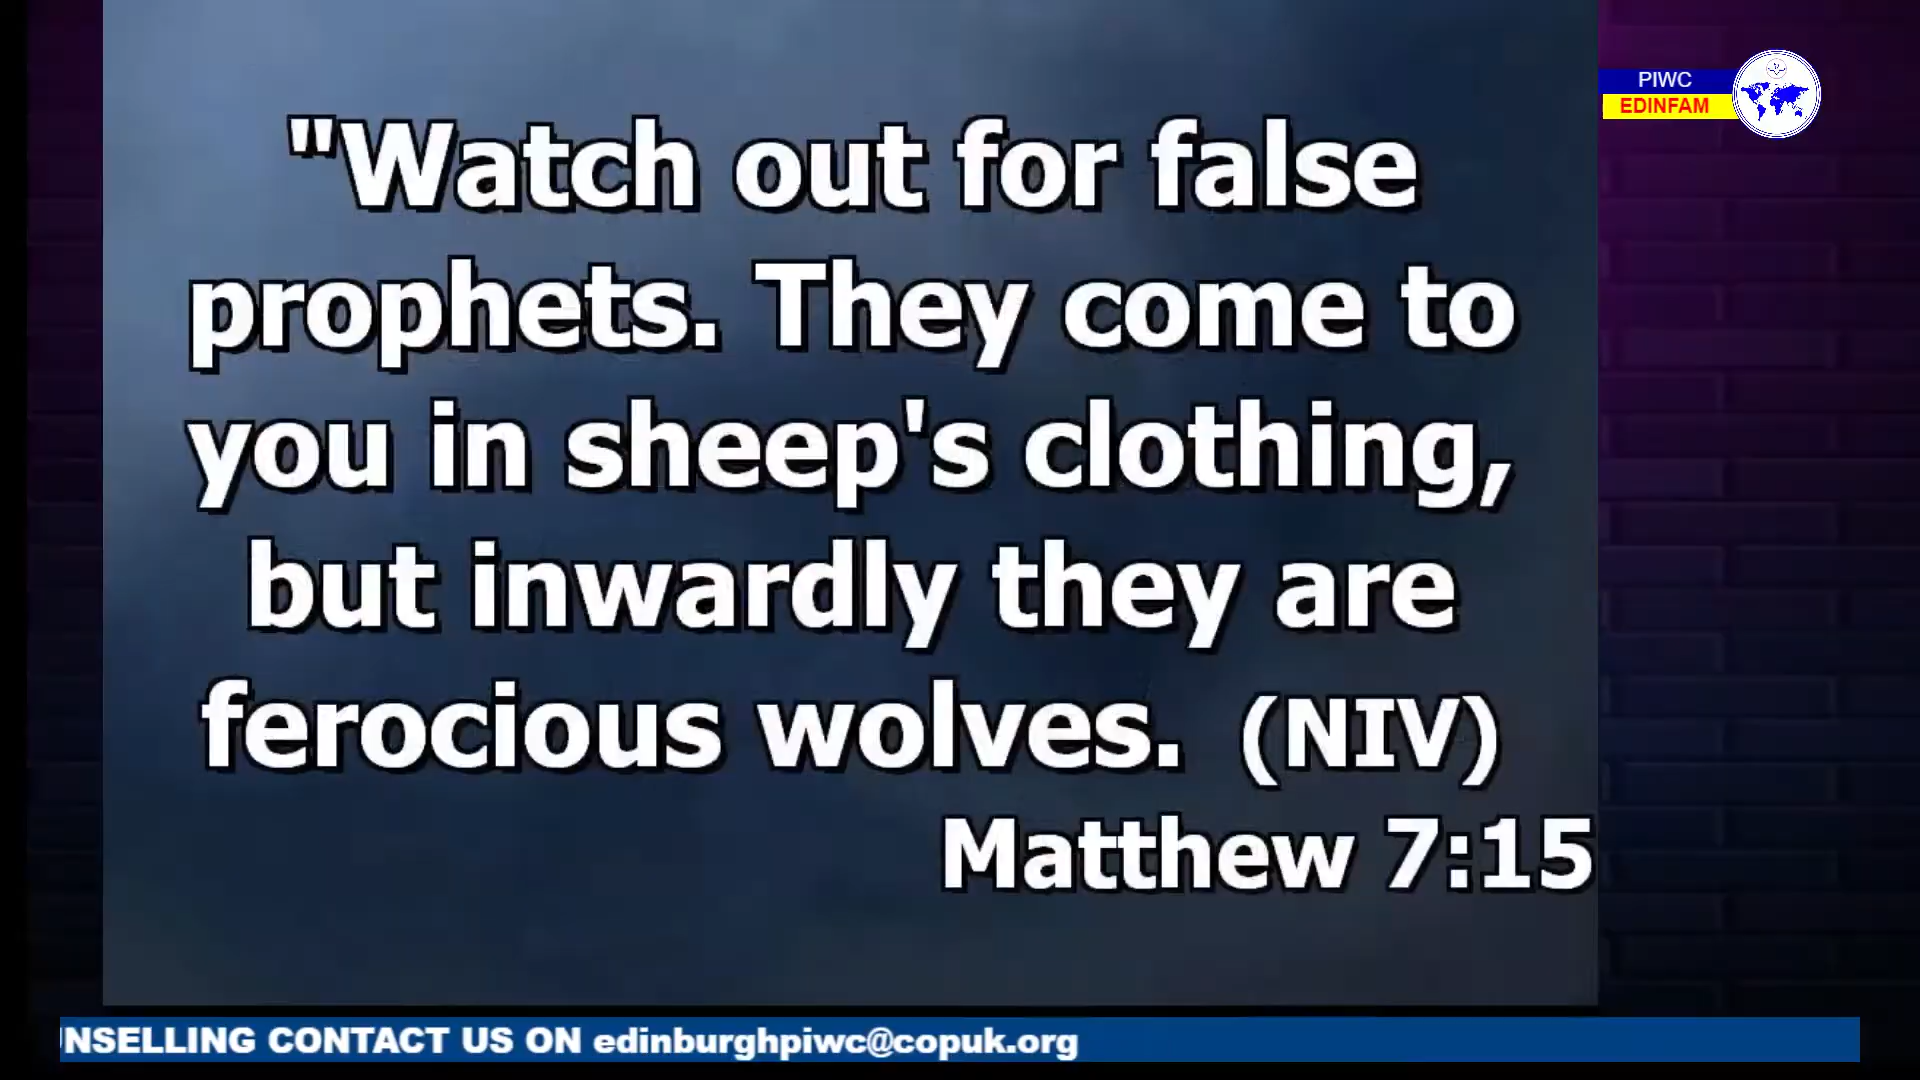 PIWC
EDINFAM
"Watch out for false
prophets. They come to
you in sheep's clothing,
but inwardly they are
ferocious wolves. (NIV)
Matthew 7:15
NSELLING CONTACT US ON edinburghpiwc@copuk.org